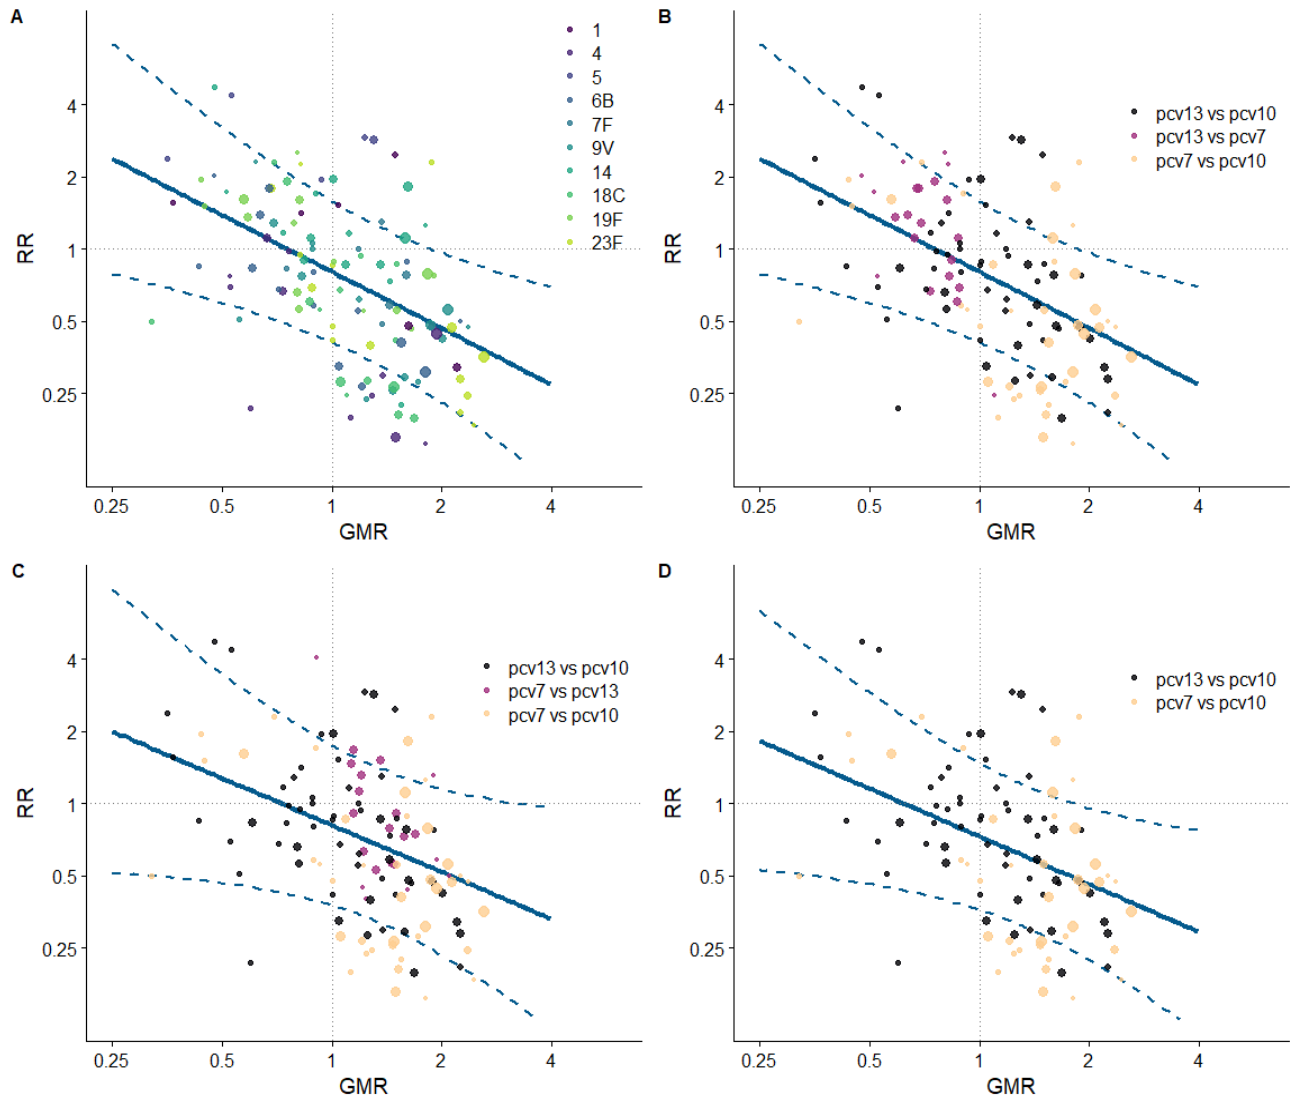 A
1
4
5
6B
7F
9V
14
18C
19F
23F
4
2
1
0.5
0.25
RR
0.25 0.5 1 2 4
GMR
B
pcv13 vs pcv10
pcv13 vs pcv7
pcv7 vs pcv10
4
2
1
0.5
0.25
RR
0.25 0.5 1 2 4
GMR
C
pcv13 vs pcv10
pcv7 vs pcv13
pcv7 vs pcv10
4
2
1
0.5
0.25
RR
0.25 0.5 1 2 4
GMR
D
pcv13 vs pcv10
pcv7 vs pcv10
4
2
1
0.5
0.25
RR
0.25 0.5 1 2 4
GMR